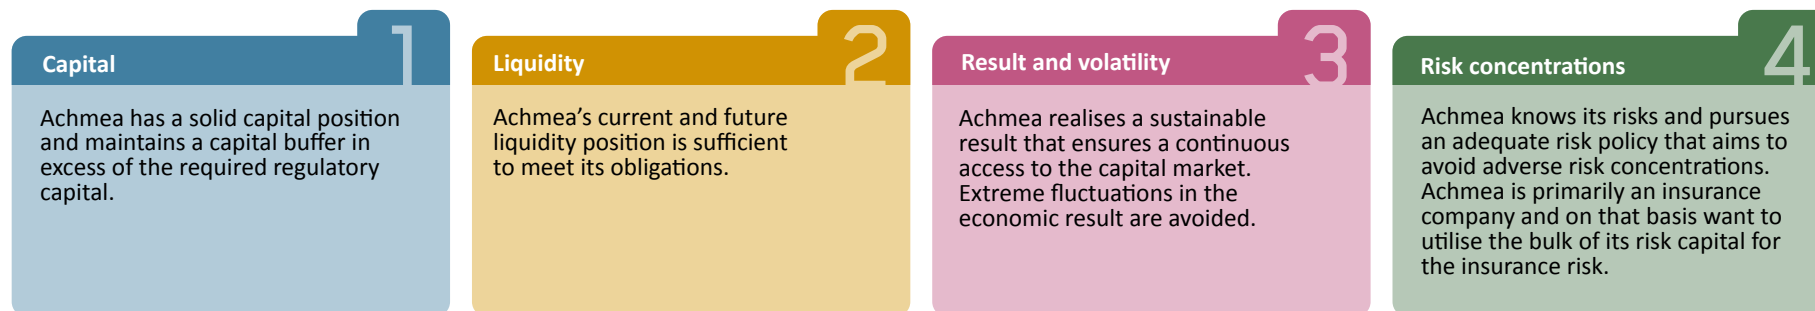 1
Capital
Achmea has a solid capital position
and maintains a capital buffer in
excess of the required regulatory
capital.
2
Liquidity
Achmea's current and future
liquidity position is sufficient
to meet its obligations.
3
Result and volatility
Achmea realises a sustainable
result that ensures a continuous
access to the capital market.
Extreme fluctuations in the
economic result are avoided.
4
Risk concentrations
Achmea knows its risks and pursues
an adequate risk policy that aims to
avoid adverse risk concentrations.
Achmea is primarily an insurance
company and on that basis want to
utilise the bulk of its risk capital for
the insurance risk.